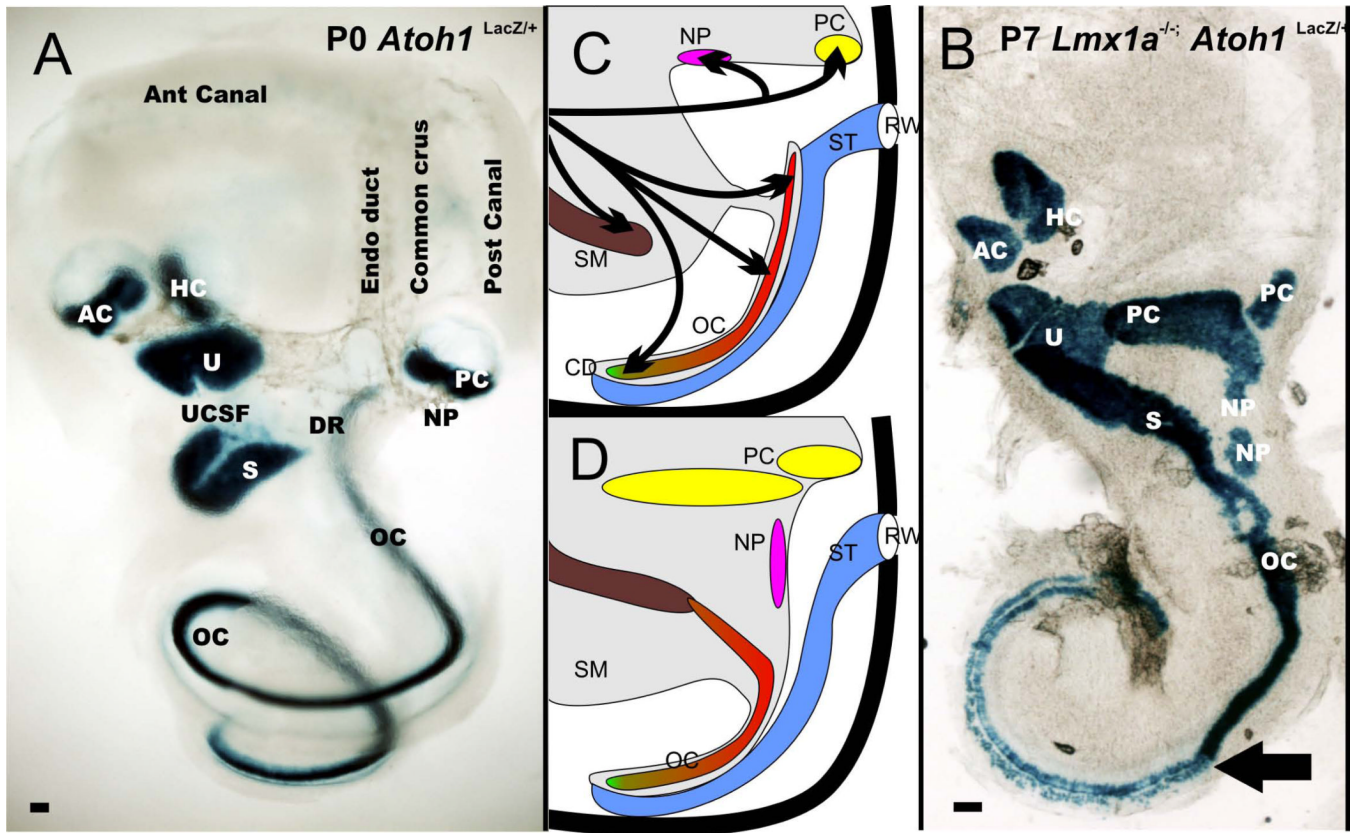 A
P0 Atoh1 LacZ/+
Ant Canal
Endo duct
Common crus
Post Canal
AC
HC
U
UCSF
S
DR
PC
NP
OC
OC
C
NP
PC
RW
ST
SM
OC
CD
D
PC
NP
ST
RW
SM
OC
B
P7 Lmx1a-/-; Atoh1 LacZ/+
HC
AC
U
PC
PC
S
NP
NP
OC